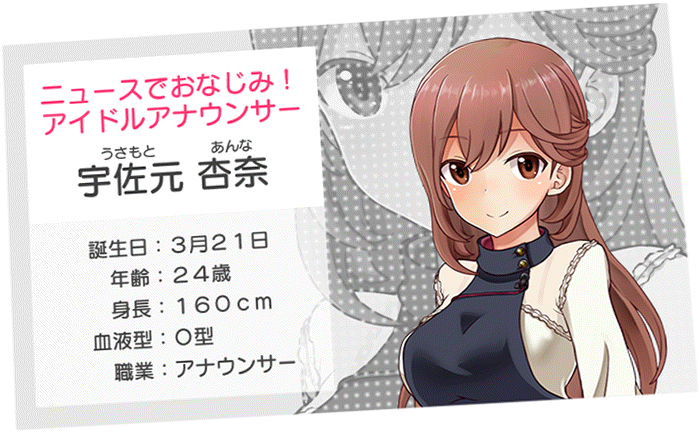 ニュースでおなじみ！
アイドルアナウンサー
うさもと あんな
宇佐元 杏奈
誕生日：３月２１日
年齢：２４歳
身長：１６０ｃｍ
血液型：Ｏ型
職業：アナウンサー